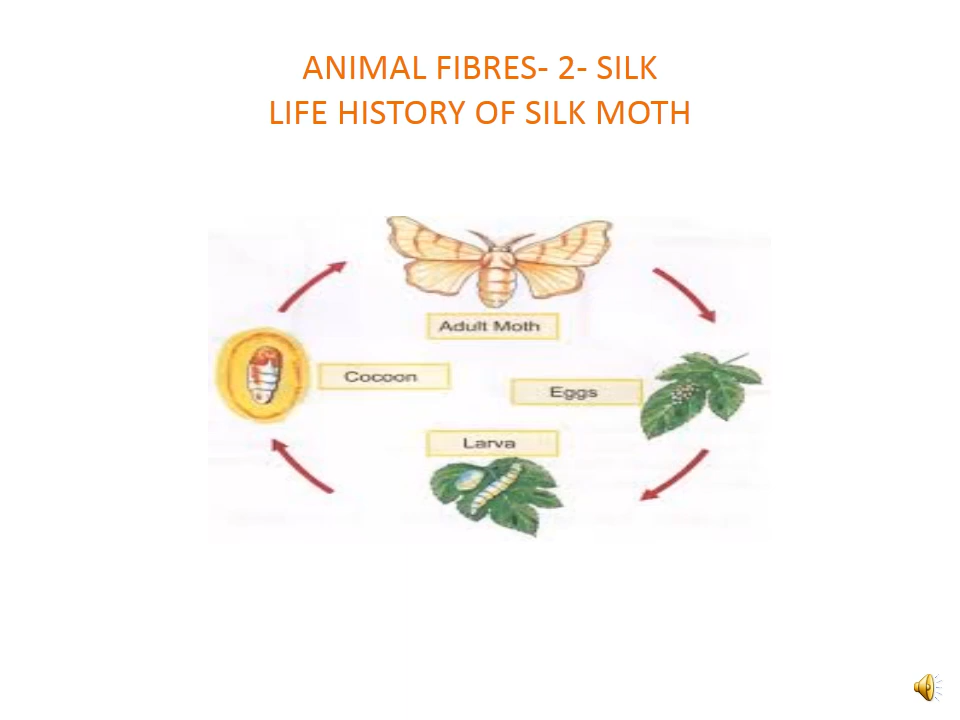 ANIMAL FIBRES- 2- SILK
LIFE HISTORY OF SILK MOTH
Adult Moth
Cocoon
Eggs
Larva